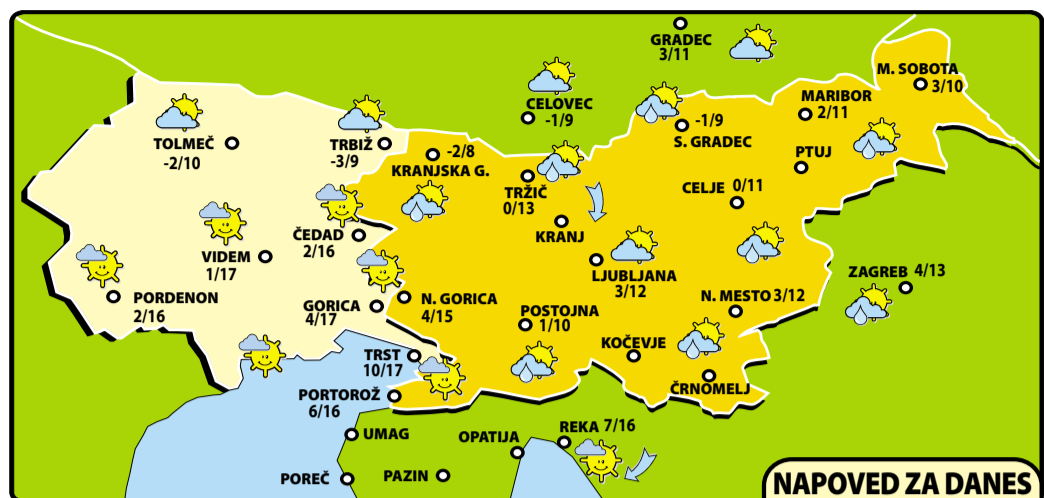 GRADEC
3/11
M. SOBOTA
3/10
CELOVEC
-1/9
MARIBOR
2/11
-1/9
S. GRADEC
TOLMEČ
-2/10
TRBIŽ
-3/9
-2/8
KRANJSKA G.
PTUJ
TRŽIČ
0/13
CELJE 0/11
KRANJ
ČEDAD
2/16
VIDEM
1/17
LJUBLJANA
3/12
ZAGREB 4/13
PORDENON
2/16
GORICA
4/17
N. GORICA
4/15
N. MESTO 3/12
POSTOJNA
1/10
KOČEVJE
TRST
10/17
ČRNOMELJ
PORTOROŽ
6/16
UMAG
OPATIJA
REKA 7/16
POREČ
PAZIN
NAPOVED ZA DANES